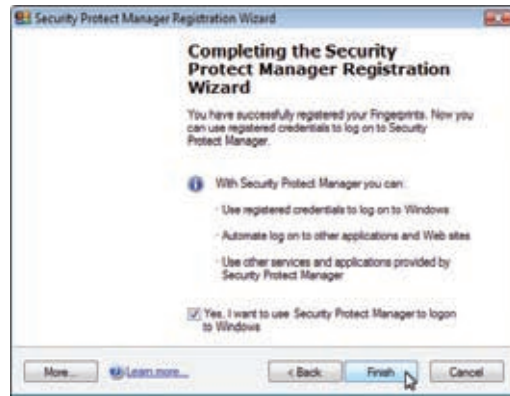 Security Protect Manager Registration Wizard
Completing the Security
Protect Manager Registration
Wizard
You have successfully registered your Fingerprints. Now you
can use registered credentials to log on to Security
Protect Manager.
With Security Protect Manager you can:
· Use registered credentials to log on to Windows
· Automate log on to other applications and Web sites
· Use other services and applications provided by
Security Protect Manager
Yes, I want to use Security Protect Manager to logon
to Windows
More... Learn more... < Back Finish Cancel